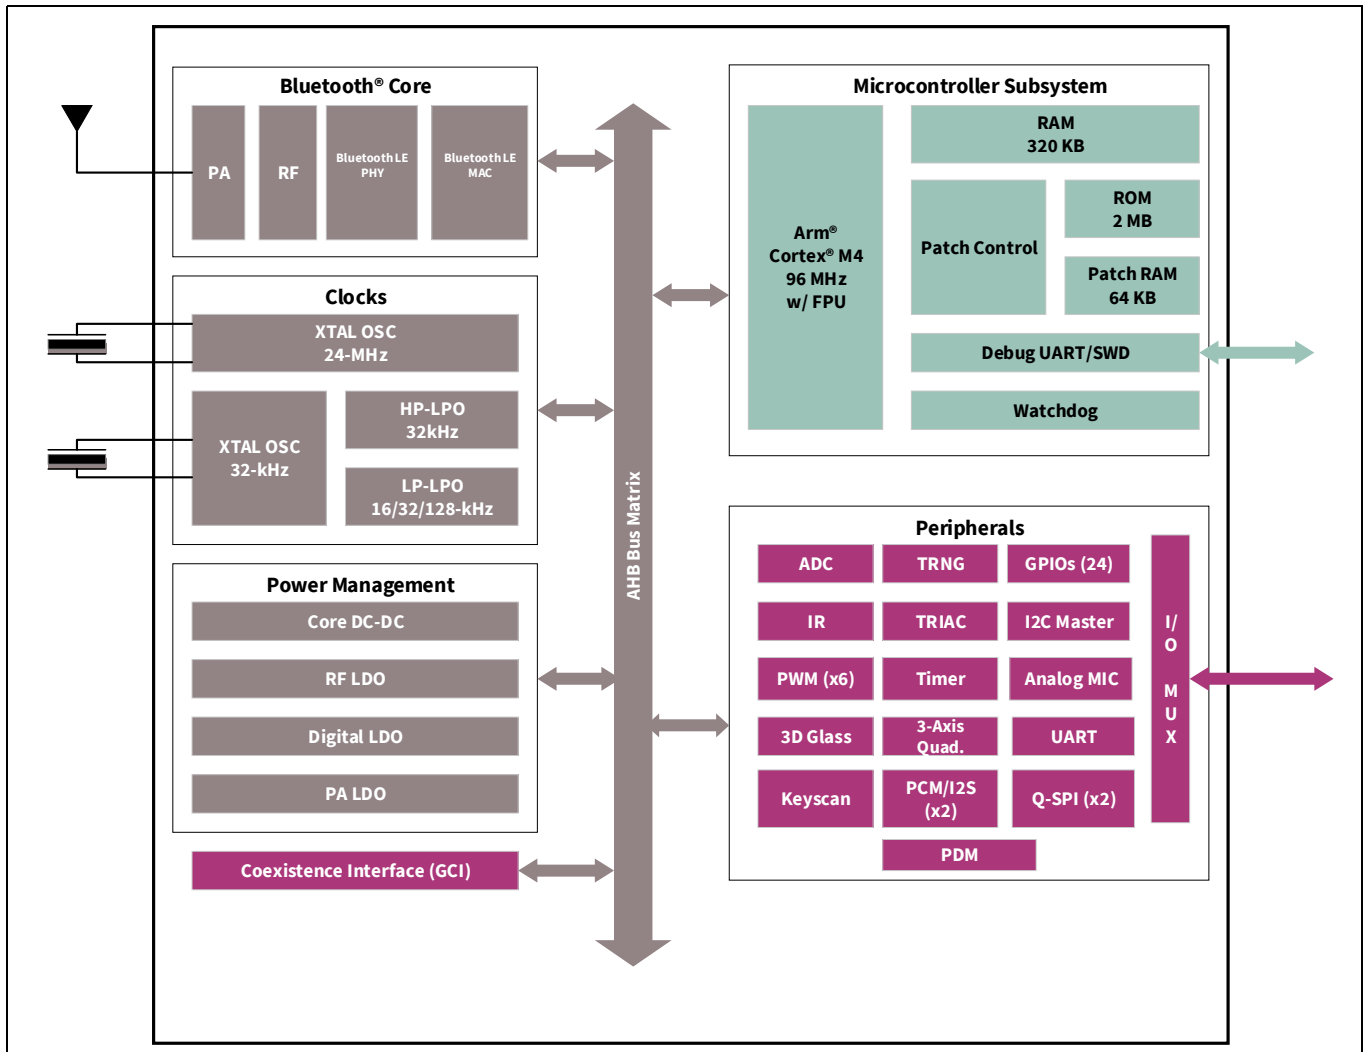 Bluetooth® Core
PA
RF
Bluetooth LE
PHY
Bluetooth LE
MAC
Clocks
XTAL OSC
24-MHz
XTAL OSC
32-kHz
HP-LPO
32kHz
LP-LPO
16/32/128-kHz
Power Management
Core DC-DC
RF LDO
Digital LDO
PA LDO
Coexistence Interface (GCI)
AHB Bus Matrix
Microcontroller Subsystem
Arm®
Cortex® M4
96 MHz
w/ FPU
RAM
320 KB
Patch Control
ROM
2 MB
Patch RAM
64 KB
Debug UART/SWD
Watchdog
Peripherals
ADC
TRNG
GPIOs (24)
IR
TRIAC
I2C Master
PWM (x6)
Timer
Analog MIC
3D Glass
3-Axis
Quad.
UART
Keyscan
PCM/I2S
(x2)
Q-SPI (x2)
PDM
I/
O
M
U
X